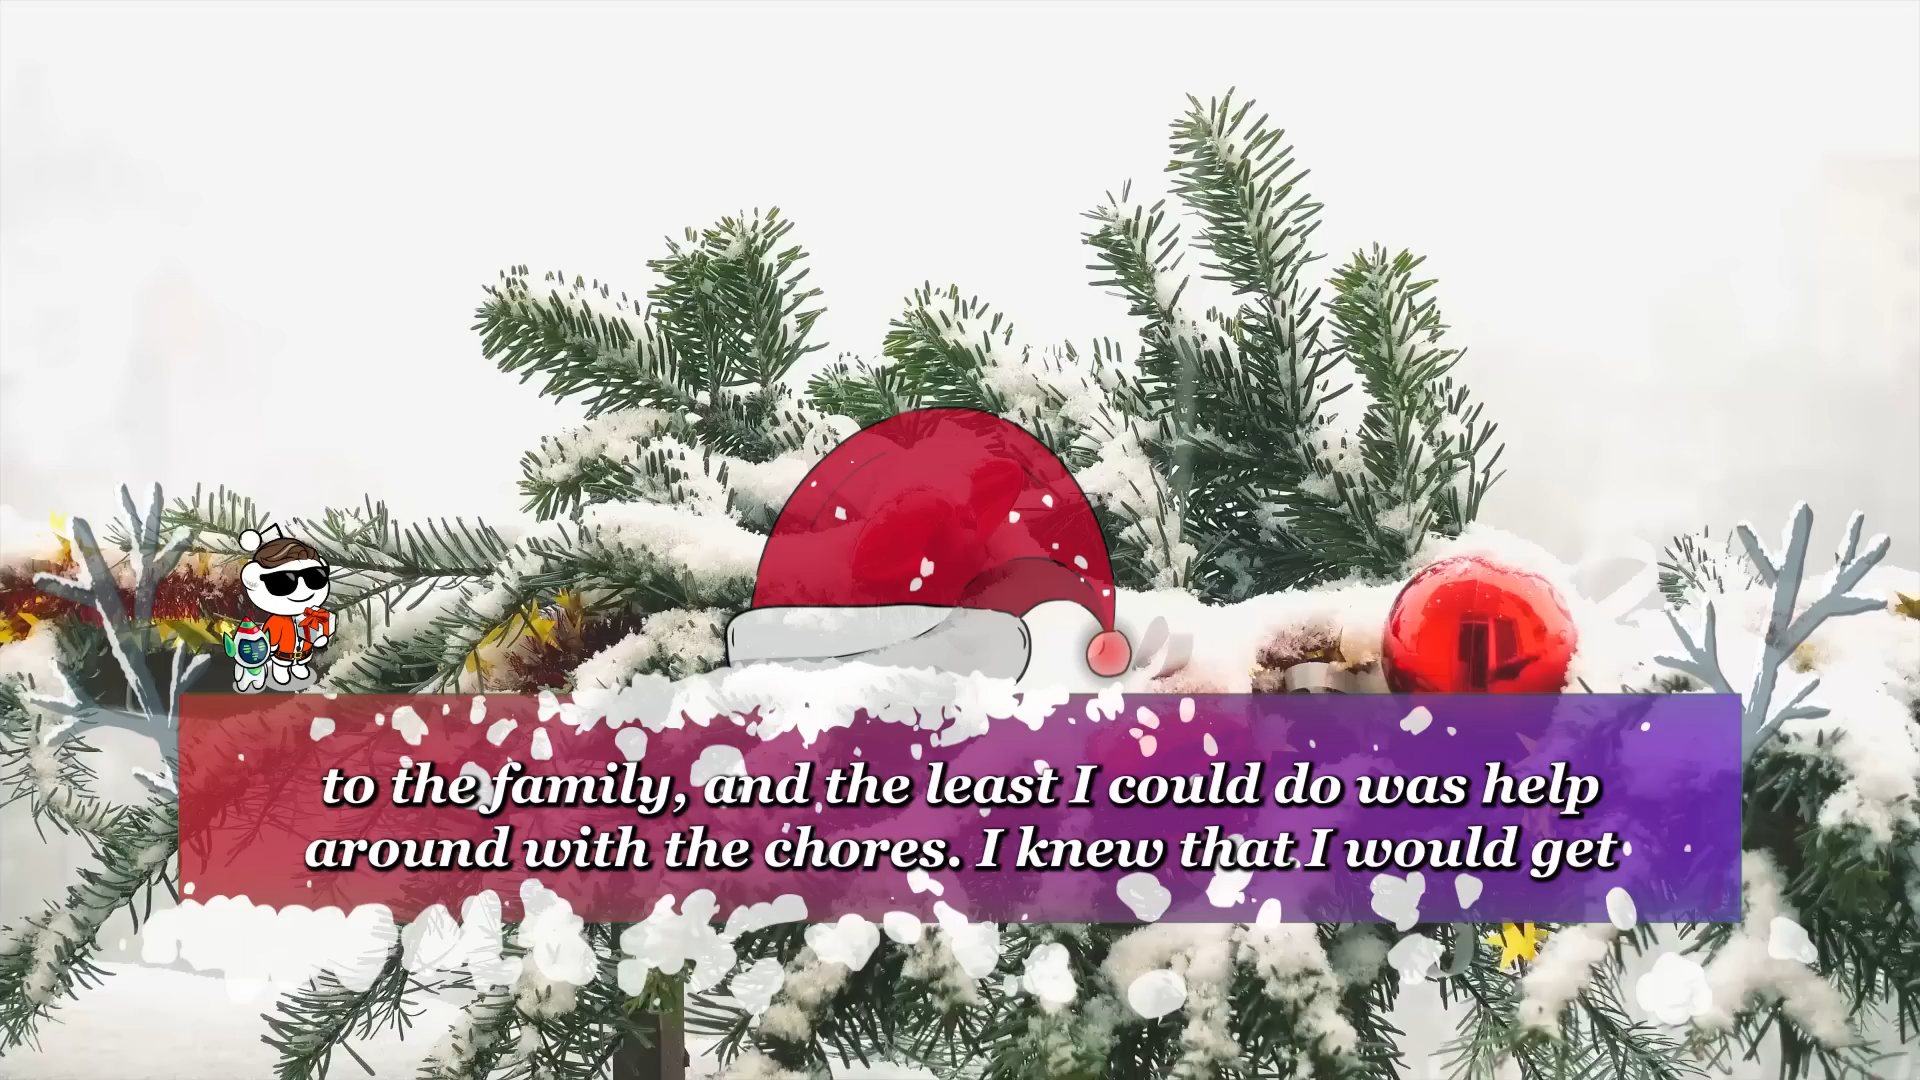 to the family, and the least I could do was help
around with the chores. I knew that I would get